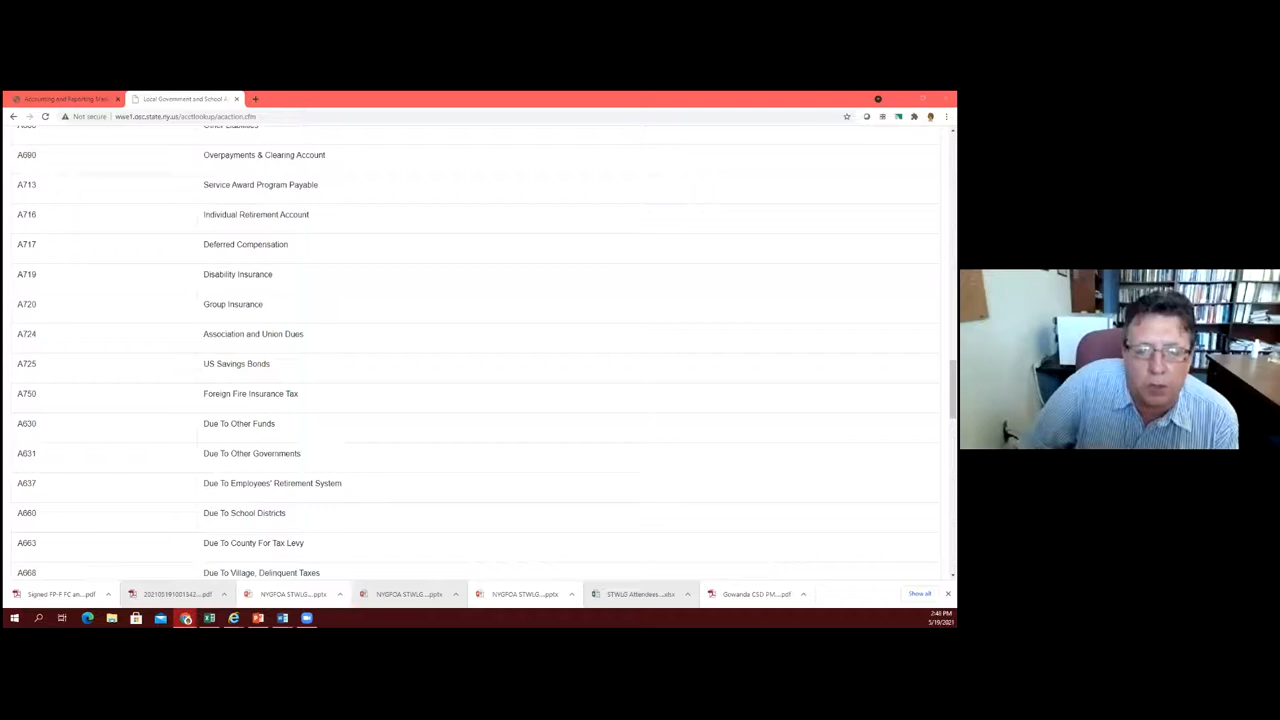 Accounting and Reporting Man
Local Government and School A
Not secure | wwe1.osc.state.ny.us/acctlookup/acaction.cfm
Other Liabilities
A690 Overpayments & Clearing Account
A713 Service Award Program Payable
A716 Individual Retirement Account
A717 Deferred Compensation
A719 Disability Insurance
A720 Group Insurance
A724 Association and Union Dues
A725 US Savings Bonds
A750 Foreign Fire Insurance Tax
A630 Due To Other Funds
A631 Due To Other Governments
A637 Due To Employees' Retirement System
A660 Due To School Districts
A663 Due To County For Tax Levy
A668 Due To Village, Delinquent Taxes
Signed FP-F FC an....pdf
NYGFOA STWLG....pptx
NYGFOA STWLG....pptx
NYGFOA STWLG....pptx
STWLG Attendees....xlsx
Gowanda CSD PM....pdf
Show all
2:48 PM
5/19/2021